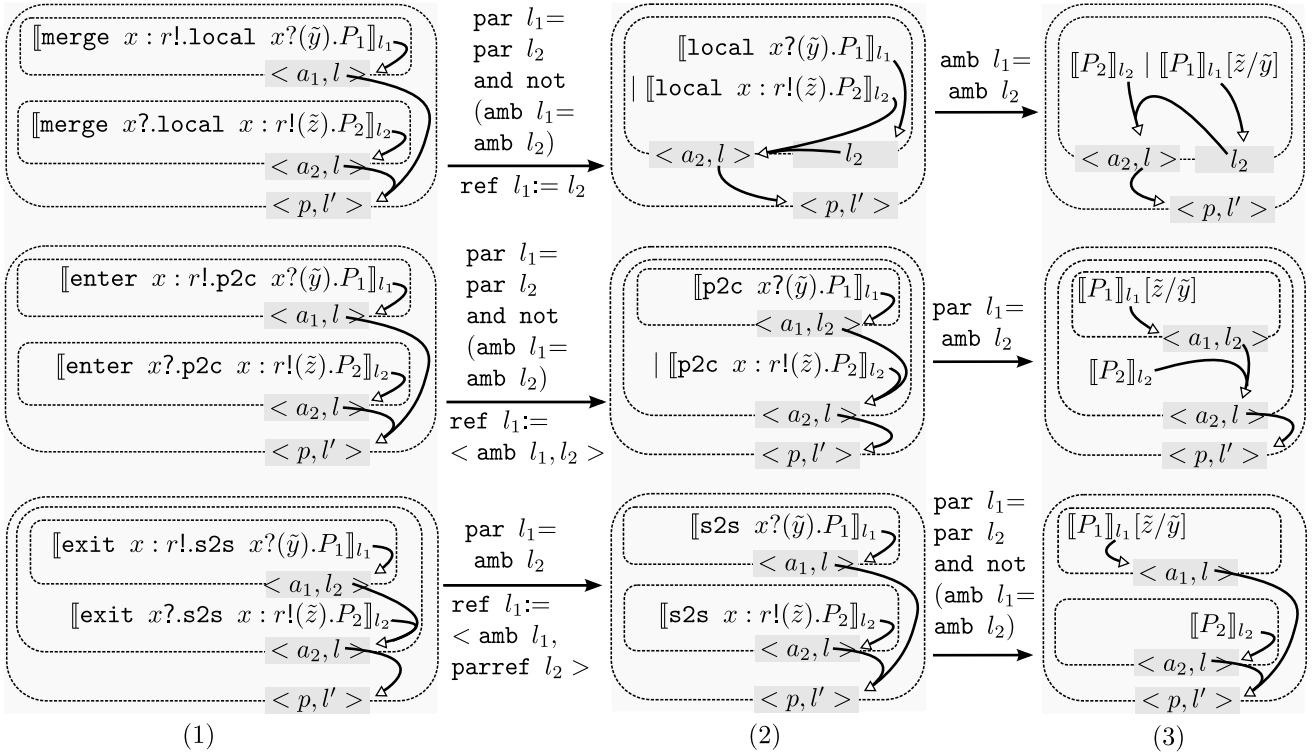 ⟦merge x : r!.local x?(ỹ).P₁⟧l₁
< a₁, l >
⟦merge x?.local x : r!(z̃).P₂⟧l₂
< a₂, l >
< p, l′ >
par l₁=
par l₂
and not
(amb l₁=
amb l₂)
ref l₁:= l₂
⟦local x?(ỹ).P₁⟧l₁
| ⟦local x : r!(z̃).P₂⟧l₂
< a₂, l > l₂
< p, l′ >
amb l₁=
amb l₂
⟦P₂⟧l₂ | ⟦P₁⟧l₁[z̃/ỹ]
< a₂, l > l₂
< p, l′ >
⟦enter x : r!.p2c x?(ỹ).P₁⟧l₁
< a₁, l >
⟦enter x?.p2c x : r!(z̃).P₂⟧l₂
< a₂, l >
< p, l′ >
par l₁=
par l₂
and not
(amb l₁=
amb l₂)
ref l₁:=
< amb l₁, l₂ >
⟦p2c x?(ỹ).P₁⟧l₁
< a₁, l₂ >
| ⟦p2c x : r!(z̃).P₂⟧l₂
< a₂, l >
< p, l′ >
par l₁=
amb l₂
⟦P₁⟧l₁[z̃/ỹ]
< a₁, l₂ >
⟦P₂⟧l₂
< a₂, l >
< p, l′ >
⟦exit x : r!.s2s x?(ỹ).P₁⟧l₁
< a₁, l₂ >
⟦exit x?.s2s x : r!(z̃).P₂⟧l₂
< a₂, l >
< p, l′ >
par l₁=
amb l₂
ref l₁:=
< amb l₁,
parref l₂ >
⟦s2s x?(ỹ).P₁⟧l₁
< a₁, l >
⟦s2s x : r!(z̃).P₂⟧l₂
< a₂, l >
< p, l′ >
par l₁=
par l₂
and not
(amb l₁=
amb l₂)
⟦P₁⟧l₁[z̃/ỹ]
< a₁, l >
⟦P₂⟧l₂
< a₂, l >
< p, l′ >
(1) (2) (3)